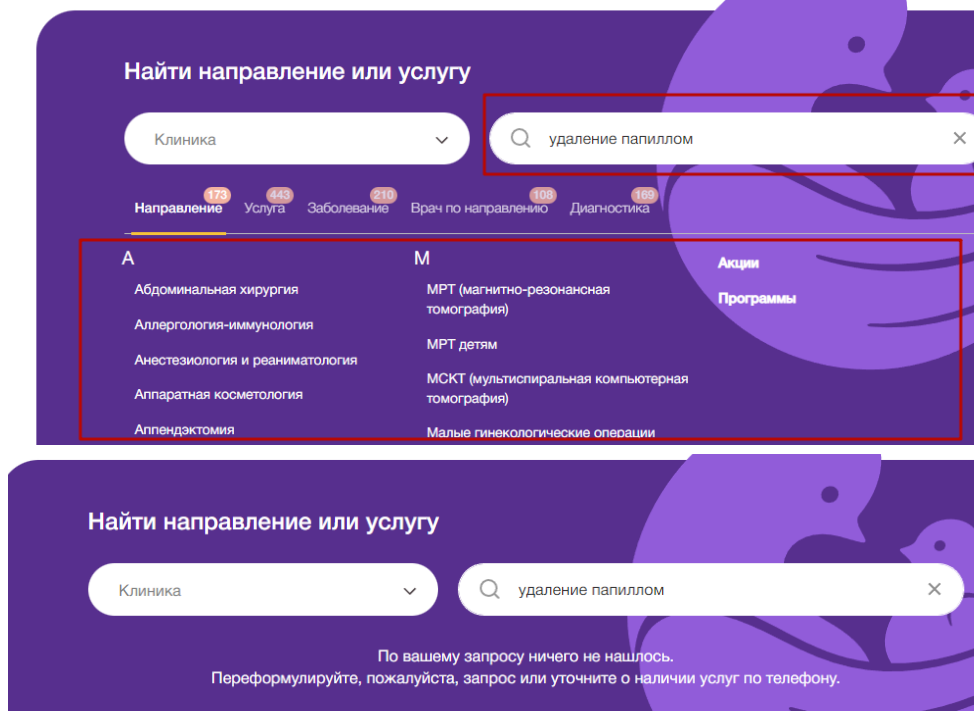 Найти направление или услугу
Клиника
удаление папиллом
173
443
210
108
169
Направление Услуга Заболевание Врач по направлению Диагностика
А
Абдоминальная хирургия
Аллергология-иммунология
Анестезиология и реаниматология
Аппаратная косметология
Аппендэктомия
М
МРТ (магнитно-резонансная
томография)
МРТ детям
МСКТ (мультиспиральная компьютерная
томография)
Малые гинекологические операции
Акции
Программы
Найти направление или услугу
Клиника
удаление папиллом
По вашему запросу ничего не нашлось.
Переформулируйте, пожалуйста, запрос или уточните о наличии услуг по телефону.